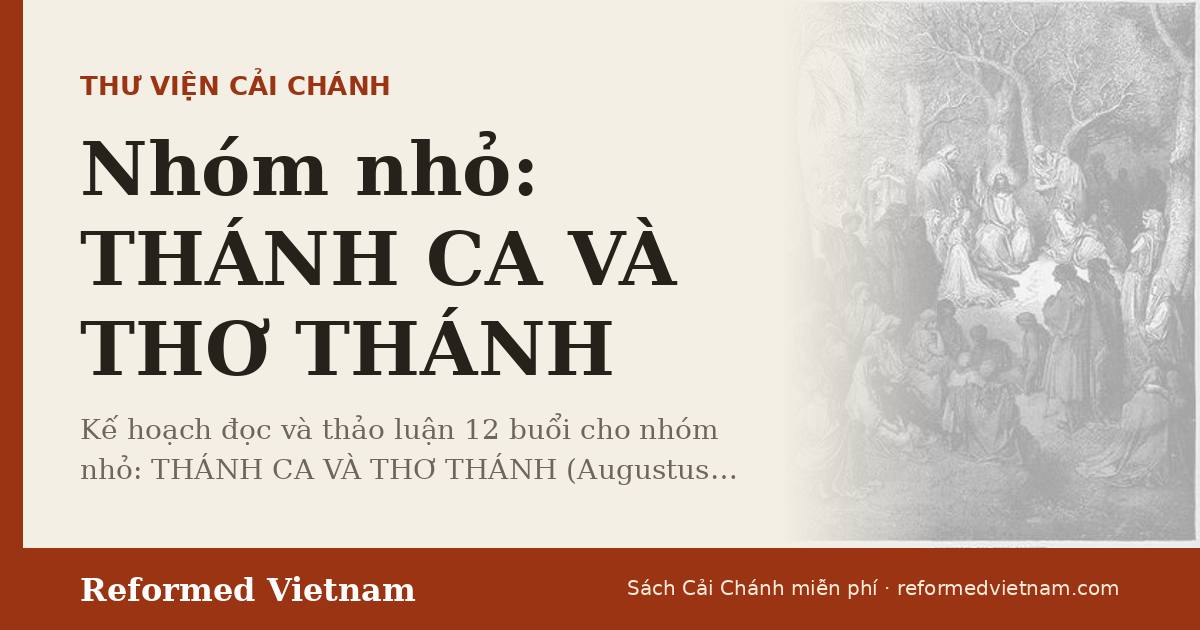 THƯ VIỆN CẢI CHÁNH
Nhóm nhỏ:
THÁNH CA VÀ
THƠ THÁNH
Kế hoạch đọc và thảo luận 12 buổi cho nhóm
nhỏ: THÁNH CA VÀ THƠ THÁNH (Augustus…
Reformed Vietnam
Sách Cải Chánh miễn phí · reformedvietnam.com